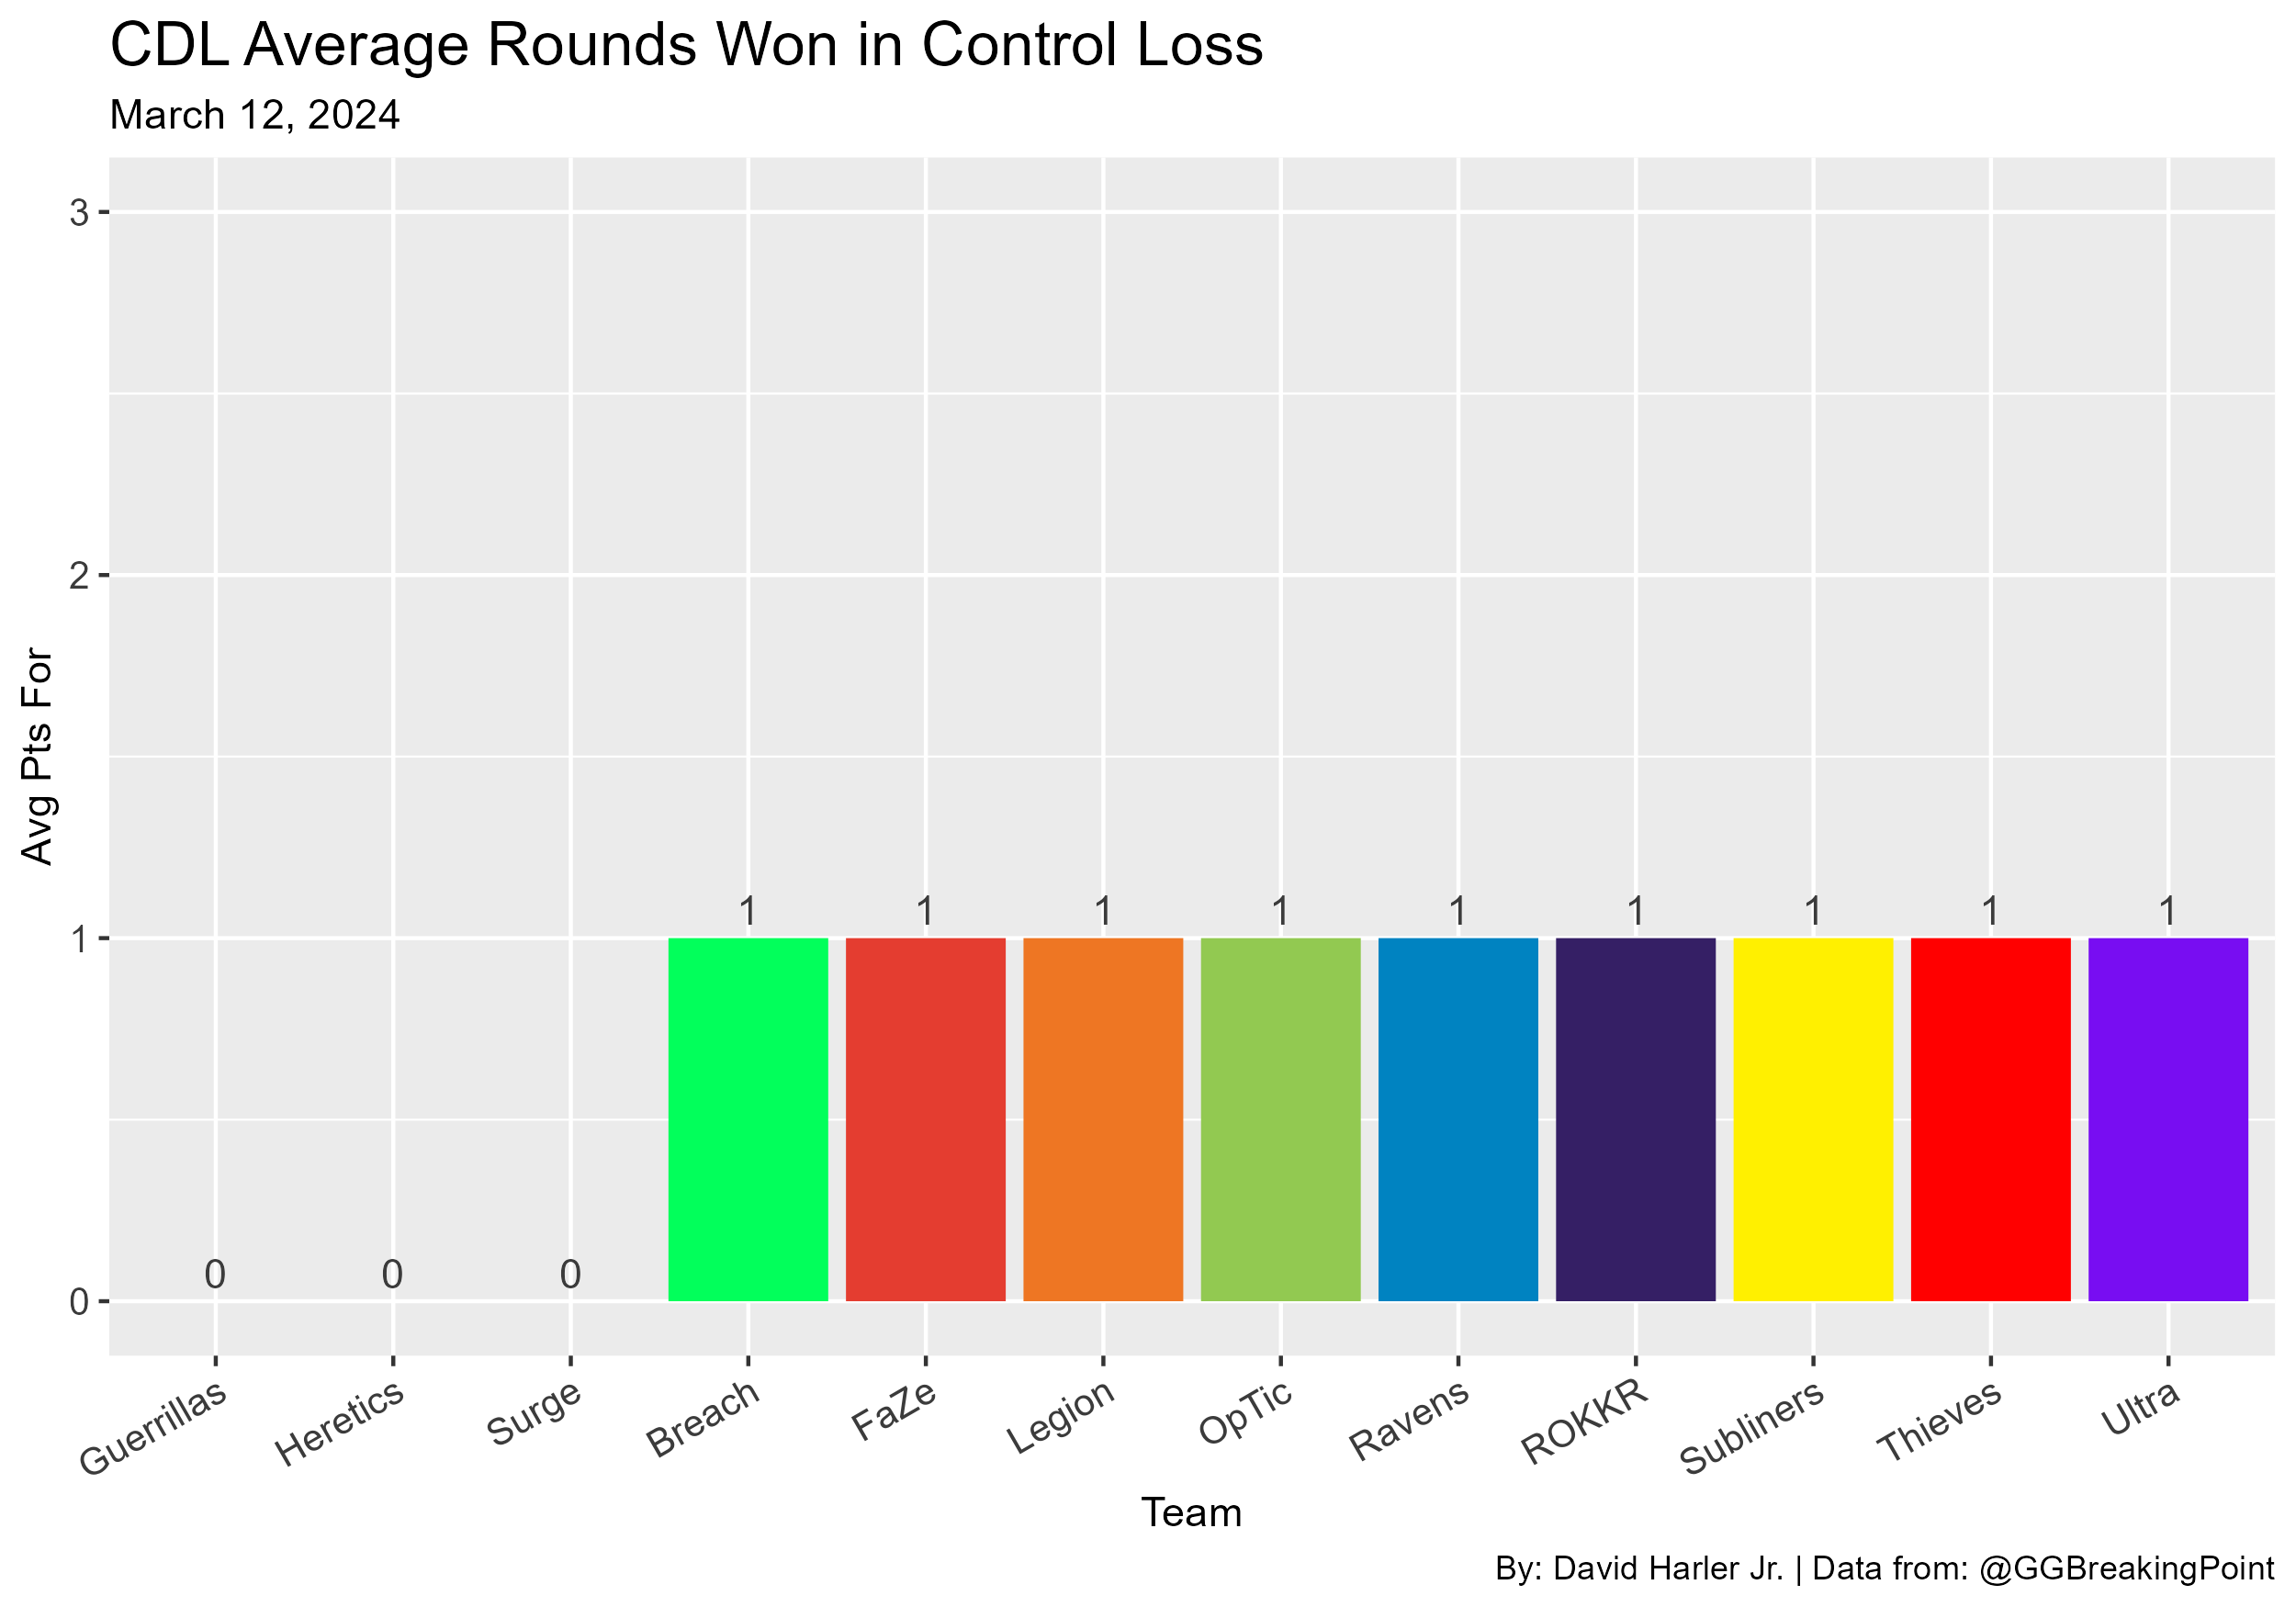 CDL Average Rounds Won in Control Loss
March 12, 2024
Avg Pts For
3
2
1
0
0 0 0 1 1 1 1 1 1 1 1 1
Guerrillas Heretics Surge Breach FaZe Legion OpTic Ravens ROKKR Subliners Thieves Ultra
Team
By: David Harler Jr. | Data from: @GGBreakingPoint